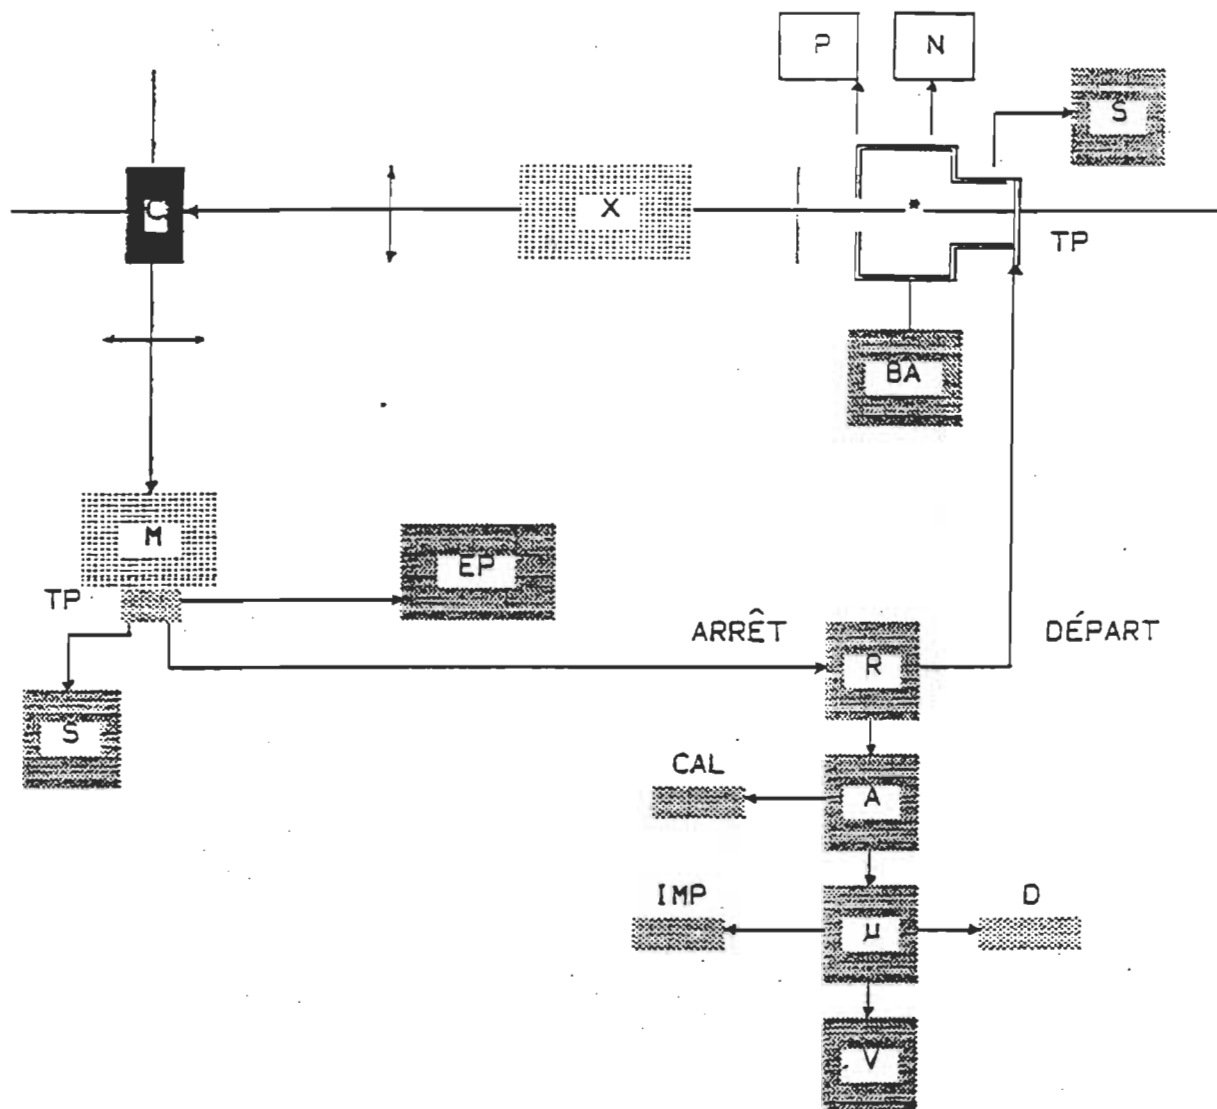 P N
S
C X *
TP
BA
M
EP
TP
ARRÊT R DÉPART
S
CAL A
IMP µ D
V